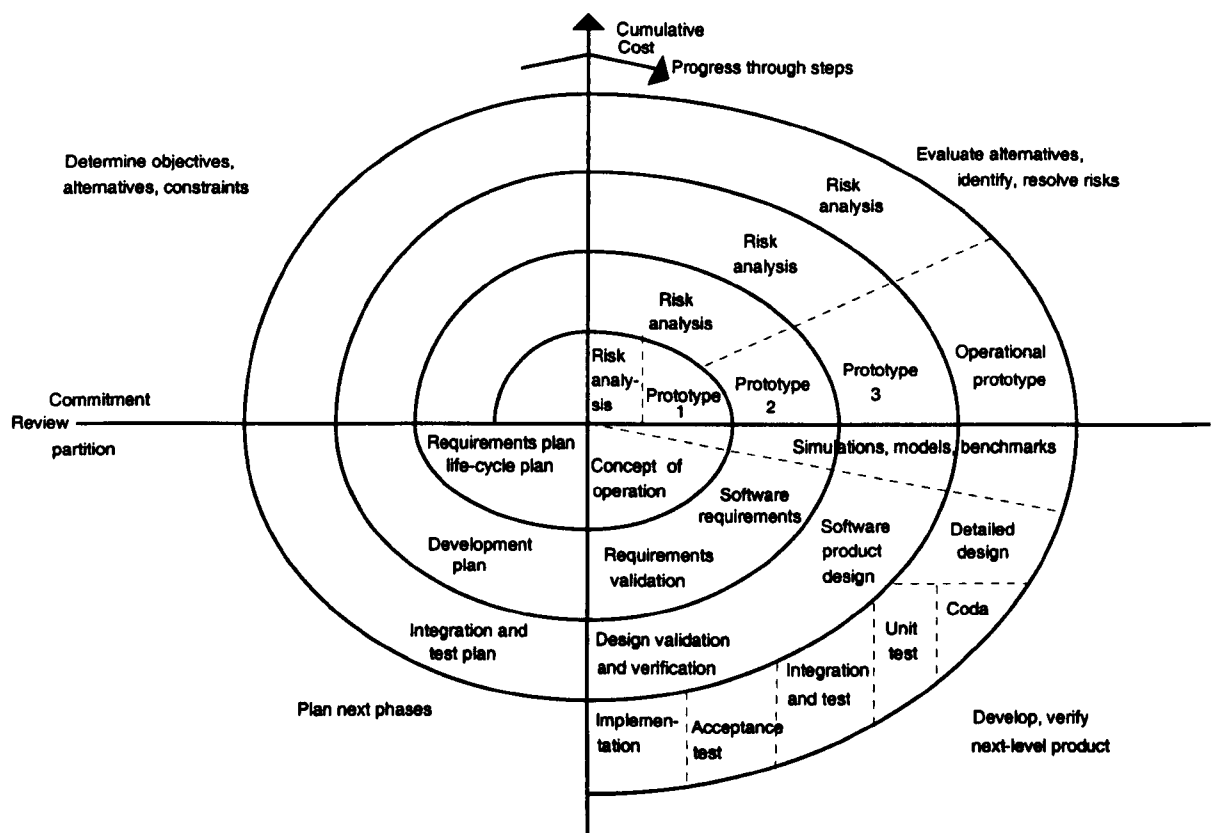 Cumulative
Cost
Progress through steps
Determine objectives,
alternatives, constraints
Evaluate alternatives,
identify, resolve risks
Risk
analysis
Risk
analysis
Risk
analysis
Risk
analy-
sis
Prototype
1
Prototype
2
Prototype
3
Operational
prototype
Commitment
Review
partition
Requirements plan
life-cycle plan
Concept of
operation
Simulations, models, benchmarks
Software
requirements
Development
plan
Requirements
validation
Software
product
design
Detailed
design
Integration and
test plan
Design validation
and verification
Integration
and test
Unit
test
Coda
Plan next phases
Implemen-
tation
Acceptance
test
Develop, verify
next-level product